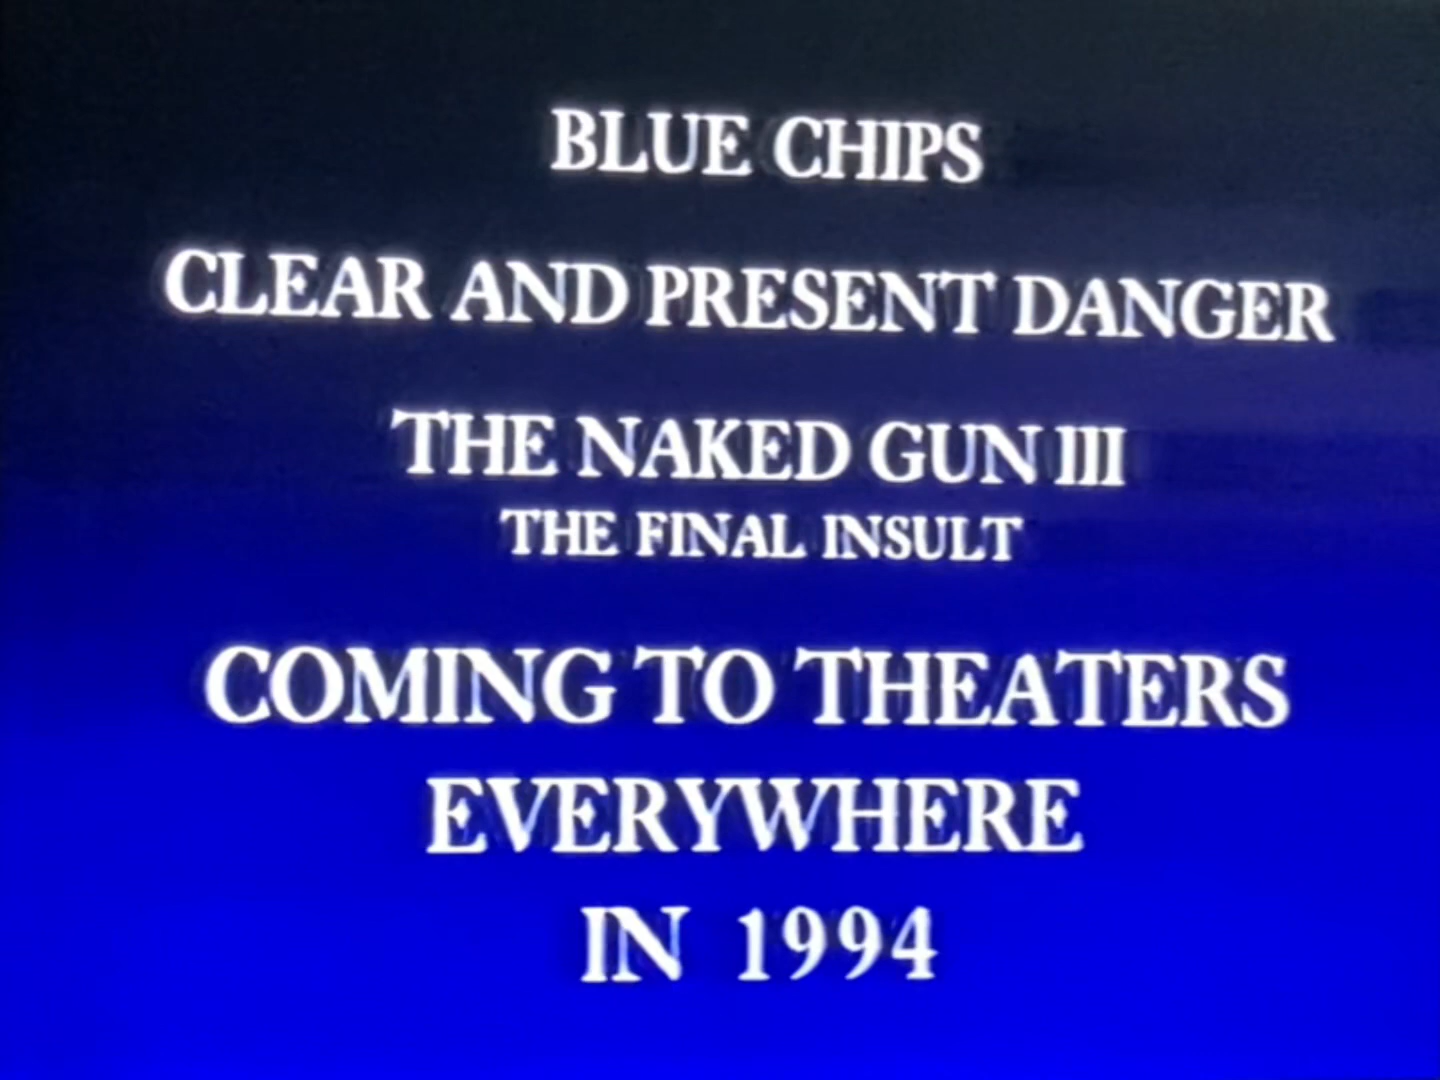 BLUE CHIPS
CLEAR AND PRESENT DANGER
THE NAKED GUN III
THE FINAL INSULT
COMING TO THEATERS
EVERYWHERE
IN 1994